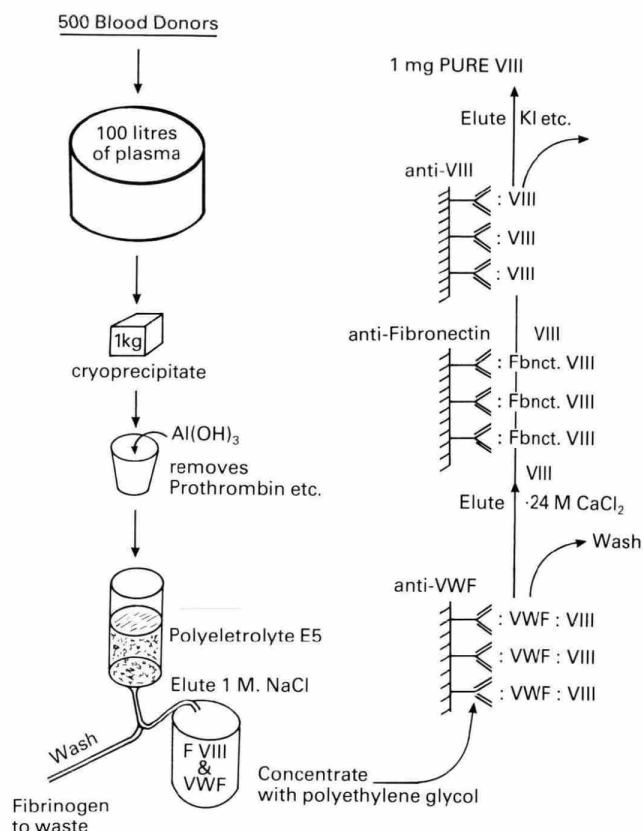 500 Blood Donors
100 litres
of plasma
1kg
cryoprecipitate
Al(OH)₃
removes
Prothrombin etc.
Polyeletrolyte E5
Elute 1 M. NaCl
Wash
F VIII
&
VWF
Fibrinogen
to waste
Concentrate
with polyethylene glycol
1 mg PURE VIII
Elute KI etc.
anti-VIII
: VIII
: VIII
: VIII
VIII
anti-Fibronectin
: Fbnct. VIII
: Fbnct. VIII
: Fbnct. VIII
VIII
Elute ·24 M CaCl₂
Wash
anti-VWF
: VWF : VIII
: VWF : VIII
: VWF : VIII